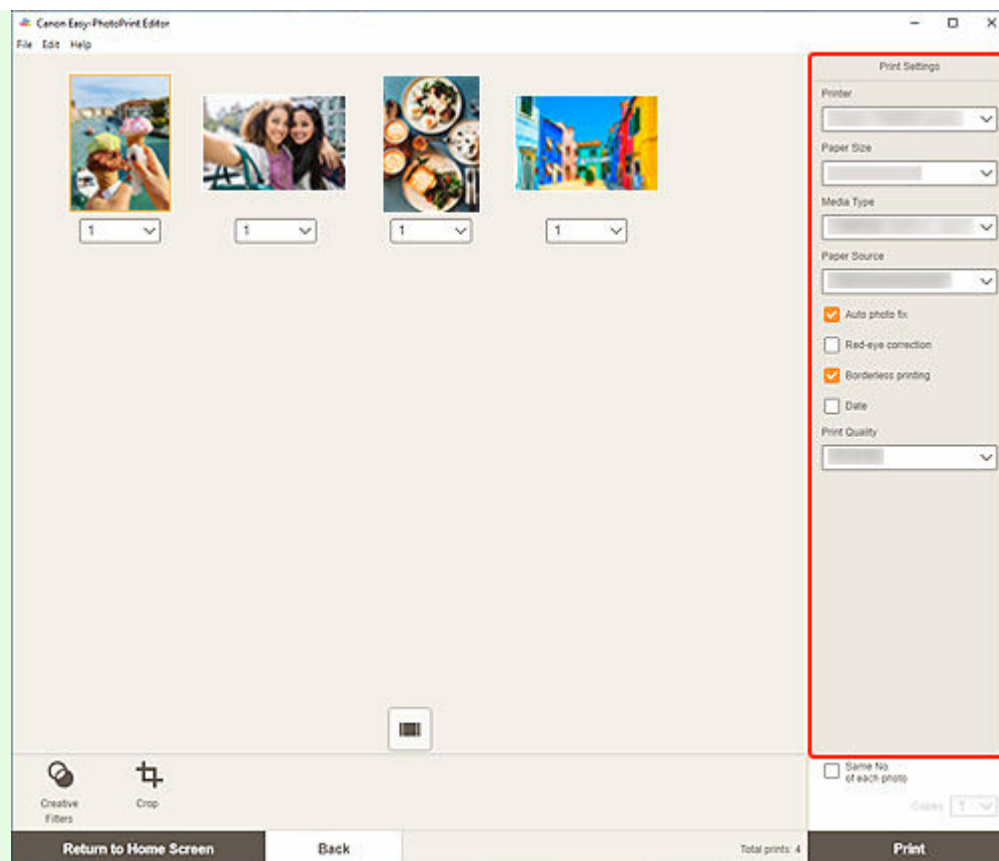 Canon Easy-PhotoPrint Editor
File Edit Help
Print Settings
Printer
Paper Size
Media Type
Paper Source
Auto photo fix
Red-eye correction
Borderless printing
Date
Print Quality
1 1 1 1
Creative
Filters
Crop
Same No.
of each photo
Copies 1
Return to Home Screen
Back
Total prints: 4
Print